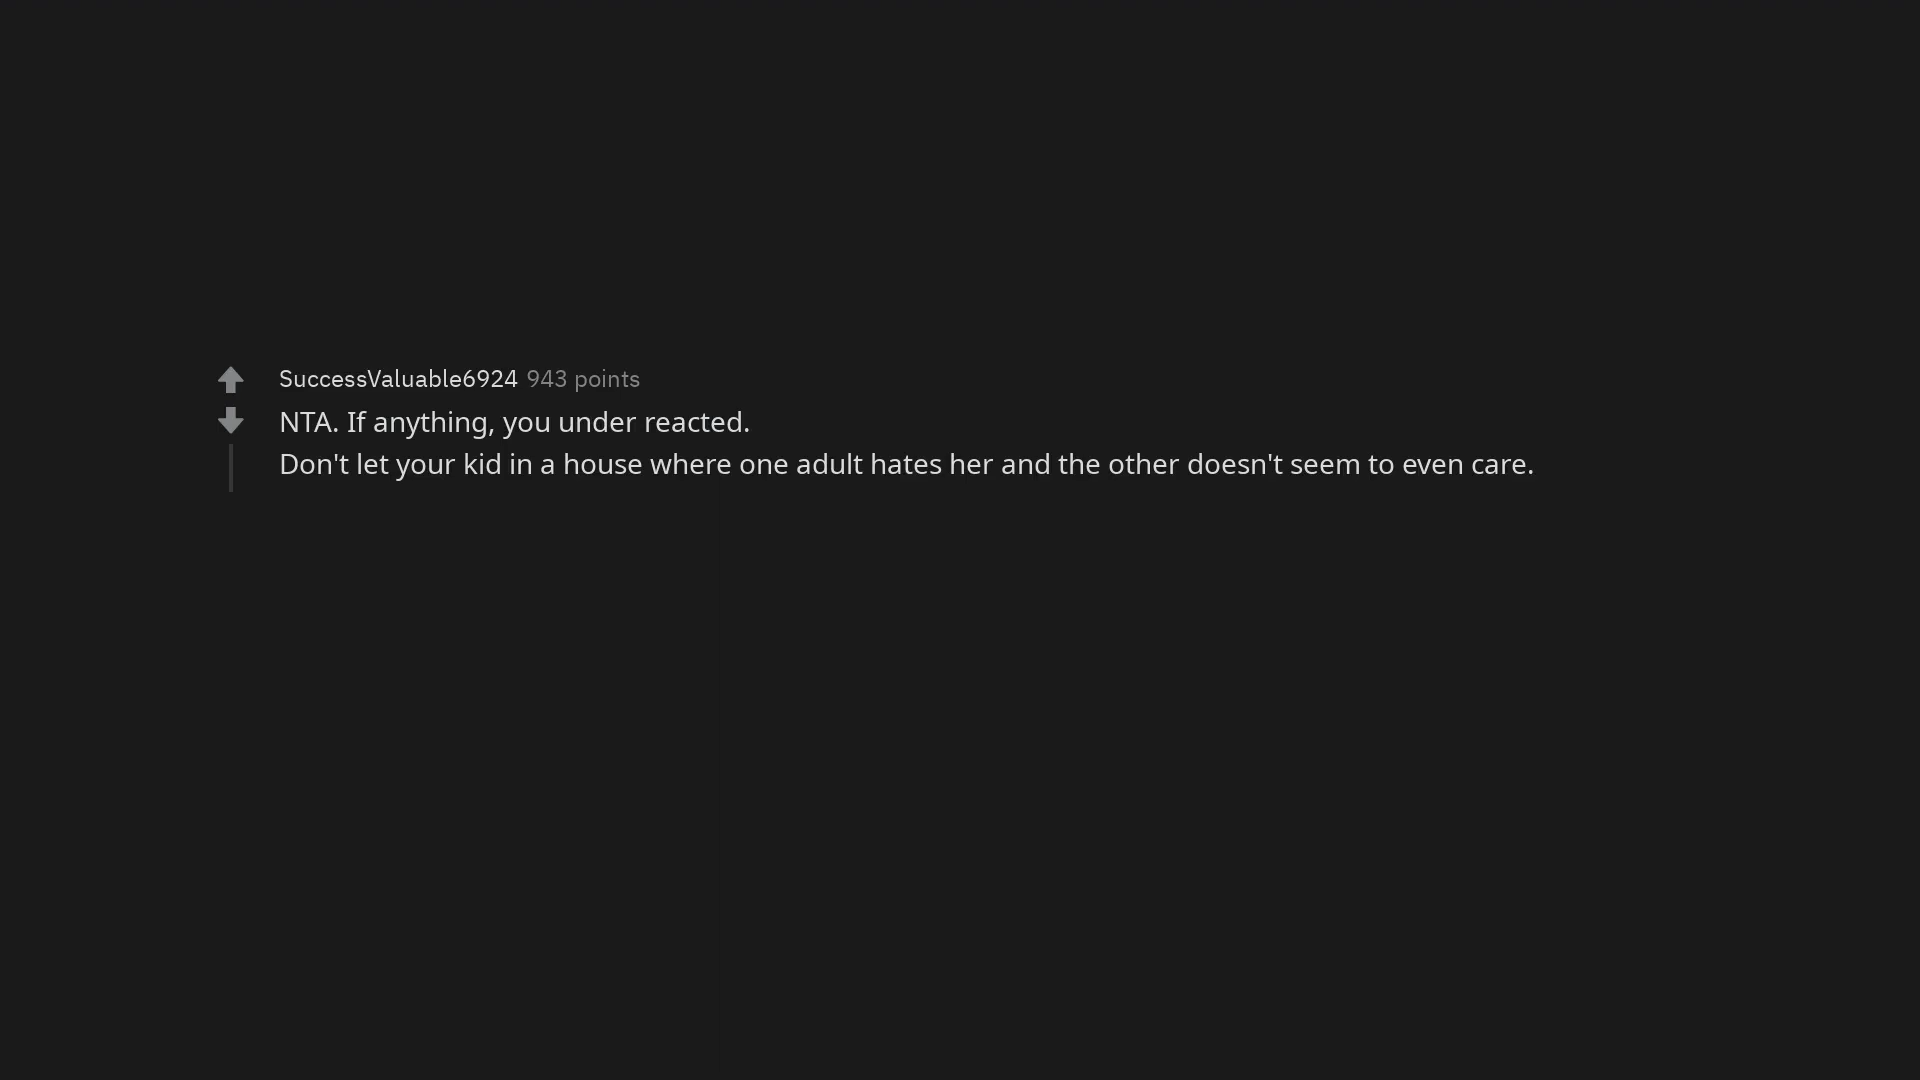 SuccessValuable6924 943 points
NTA. If anything, you under reacted.
Don't let your kid in a house where one adult hates her and the other doesn't seem to even care.